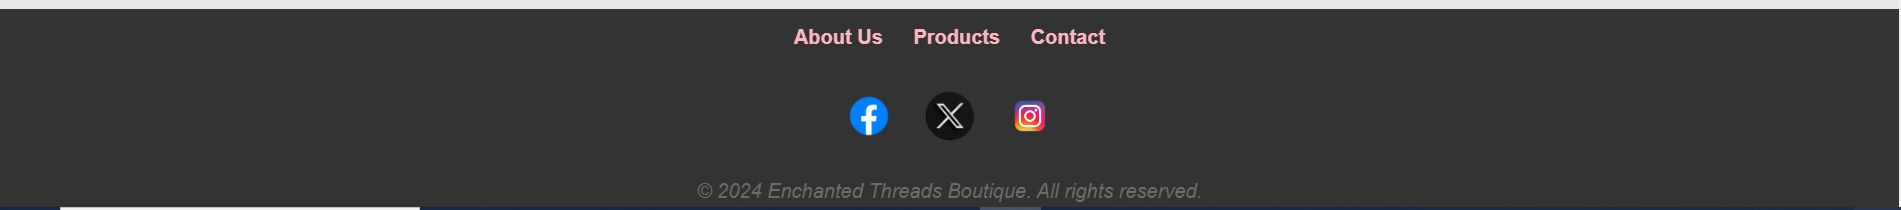 About Us Products Contact
© 2024 Enchanted Threads Boutique. All rights reserved.